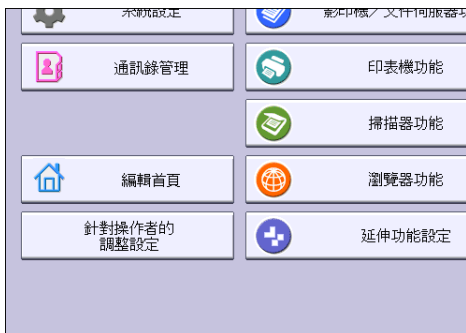 系統設定
影印機／文件伺服器功
通訊錄管理
印表機功能
掃描器功能
編輯首頁
瀏覽器功能
針對操作者的
調整設定
延伸功能設定